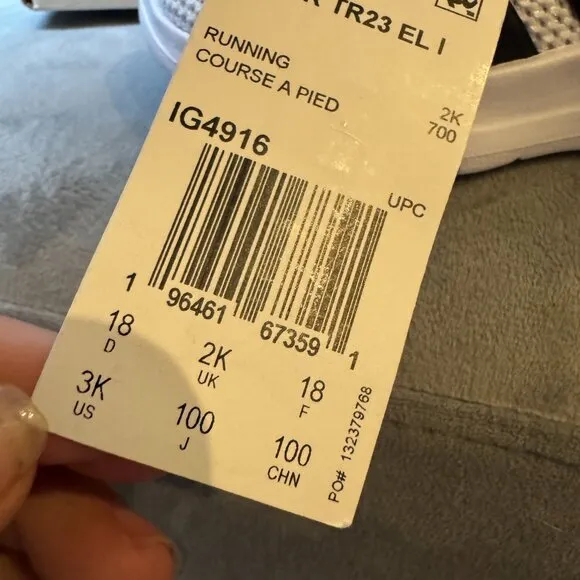 TR23 EL I
RUNNING
COURSE A PIED
2K
700
IG4916
UPC
1 96461 67359 1
18 D
2K UK
18 F
3K US
100 J
100 CHN
PO# 132379768